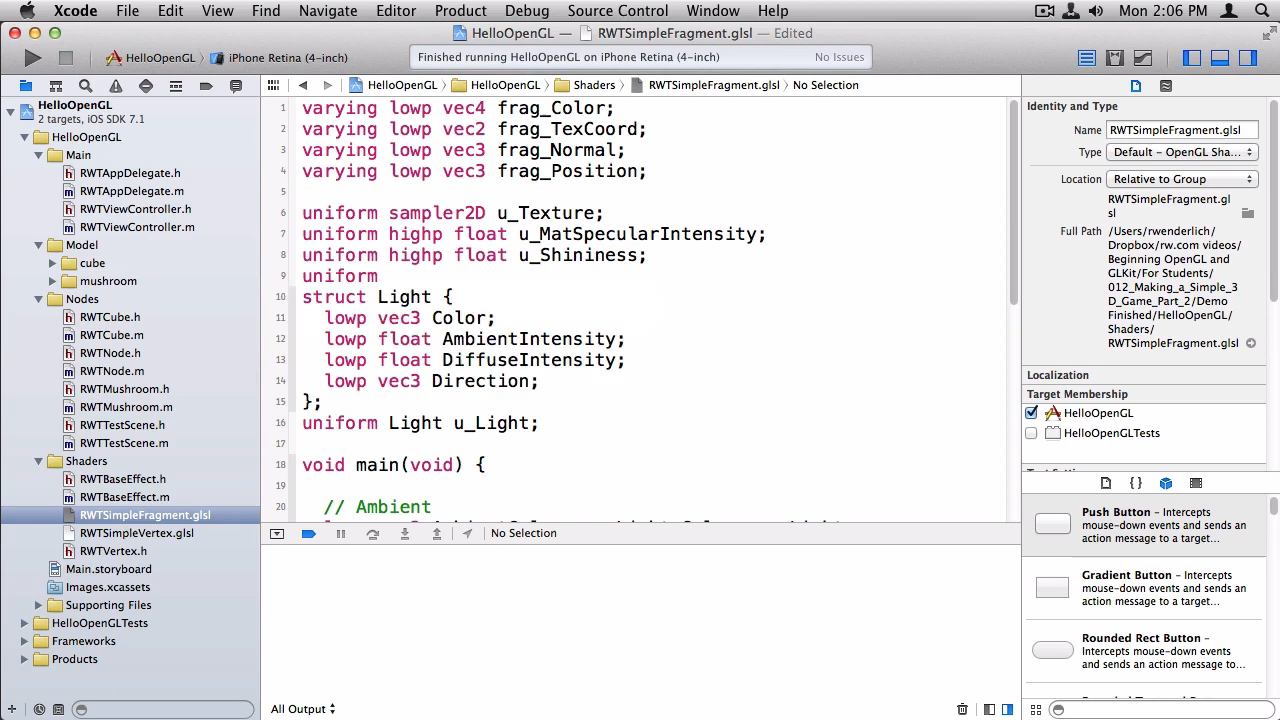 Xcode File Edit View Find Navigate Editor Product Debug Source Control Window Help Mon 2:06 PM
HelloOpenGL — RWTSimpleFragment.glsl — Edited
HelloOpenGL iPhone Retina (4-inch) Finished running HelloOpenGL on iPhone Retina (4-inch) No Issues
HelloOpenGL HelloOpenGL Shaders RWTSimpleFragment.glsl No Selection
HelloOpenGL
2 targets, iOS SDK 7.1
HelloOpenGL
Main
RWTAppDelegate.h
RWTAppDelegate.m
RWTViewController.h
RWTViewController.m
Model
cube
mushroom
Nodes
RWTCube.h
RWTCube.m
RWTNode.h
RWTNode.m
RWTMushroom.h
RWTMushroom.m
RWTTestScene.h
RWTTestScene.m
Shaders
RWTBaseEffect.h
RWTBaseEffect.m
RWTSimpleFragment.glsl
RWTSimpleVertex.glsl
RWTVertex.h
Main.storyboard
Images.xcassets
Supporting Files
HelloOpenGLTests
Frameworks
Products
1 varying lowp vec4 frag_Color;
2 varying lowp vec2 frag_TexCoord;
3 varying lowp vec3 frag_Normal;
4 varying lowp vec3 frag_Position;
5
6 uniform sampler2D u_Texture;
7 uniform highp float u_MatSpecularIntensity;
8 uniform highp float u_Shininess;
9 uniform
10 struct Light {
11 lowp vec3 Color;
12 lowp float AmbientIntensity;
13 lowp float DiffuseIntensity;
14 lowp vec3 Direction;
15 };
16 uniform Light u_Light;
17
18 void main(void) {
19
20 // Ambient
No Selection
All Output
Identity and Type
Name RWTSimpleFragment.glsl
Type Default - OpenGL Sha...
Location Relative to Group
RWTSimpleFragment.gl
sl
Full Path /Users/rwenderlich/
Dropbox/rw.com videos/
Beginning OpenGL and
GLKit/For Students/
012_Making_a_Simple_3
D_Game_Part_2/Demo
Finished/HelloOpenGL/
Shaders/
RWTSimpleFragment.glsl
Localization
Target Membership
HelloOpenGL
HelloOpenGLTests
Push Button – Intercepts
mouse-down events and sends an
action message to a target...
Gradient Button – Intercepts
mouse-down events and sends an
action message to a target...
Rounded Rect Button –
Intercepts mouse-down events
and sends an action message to a...